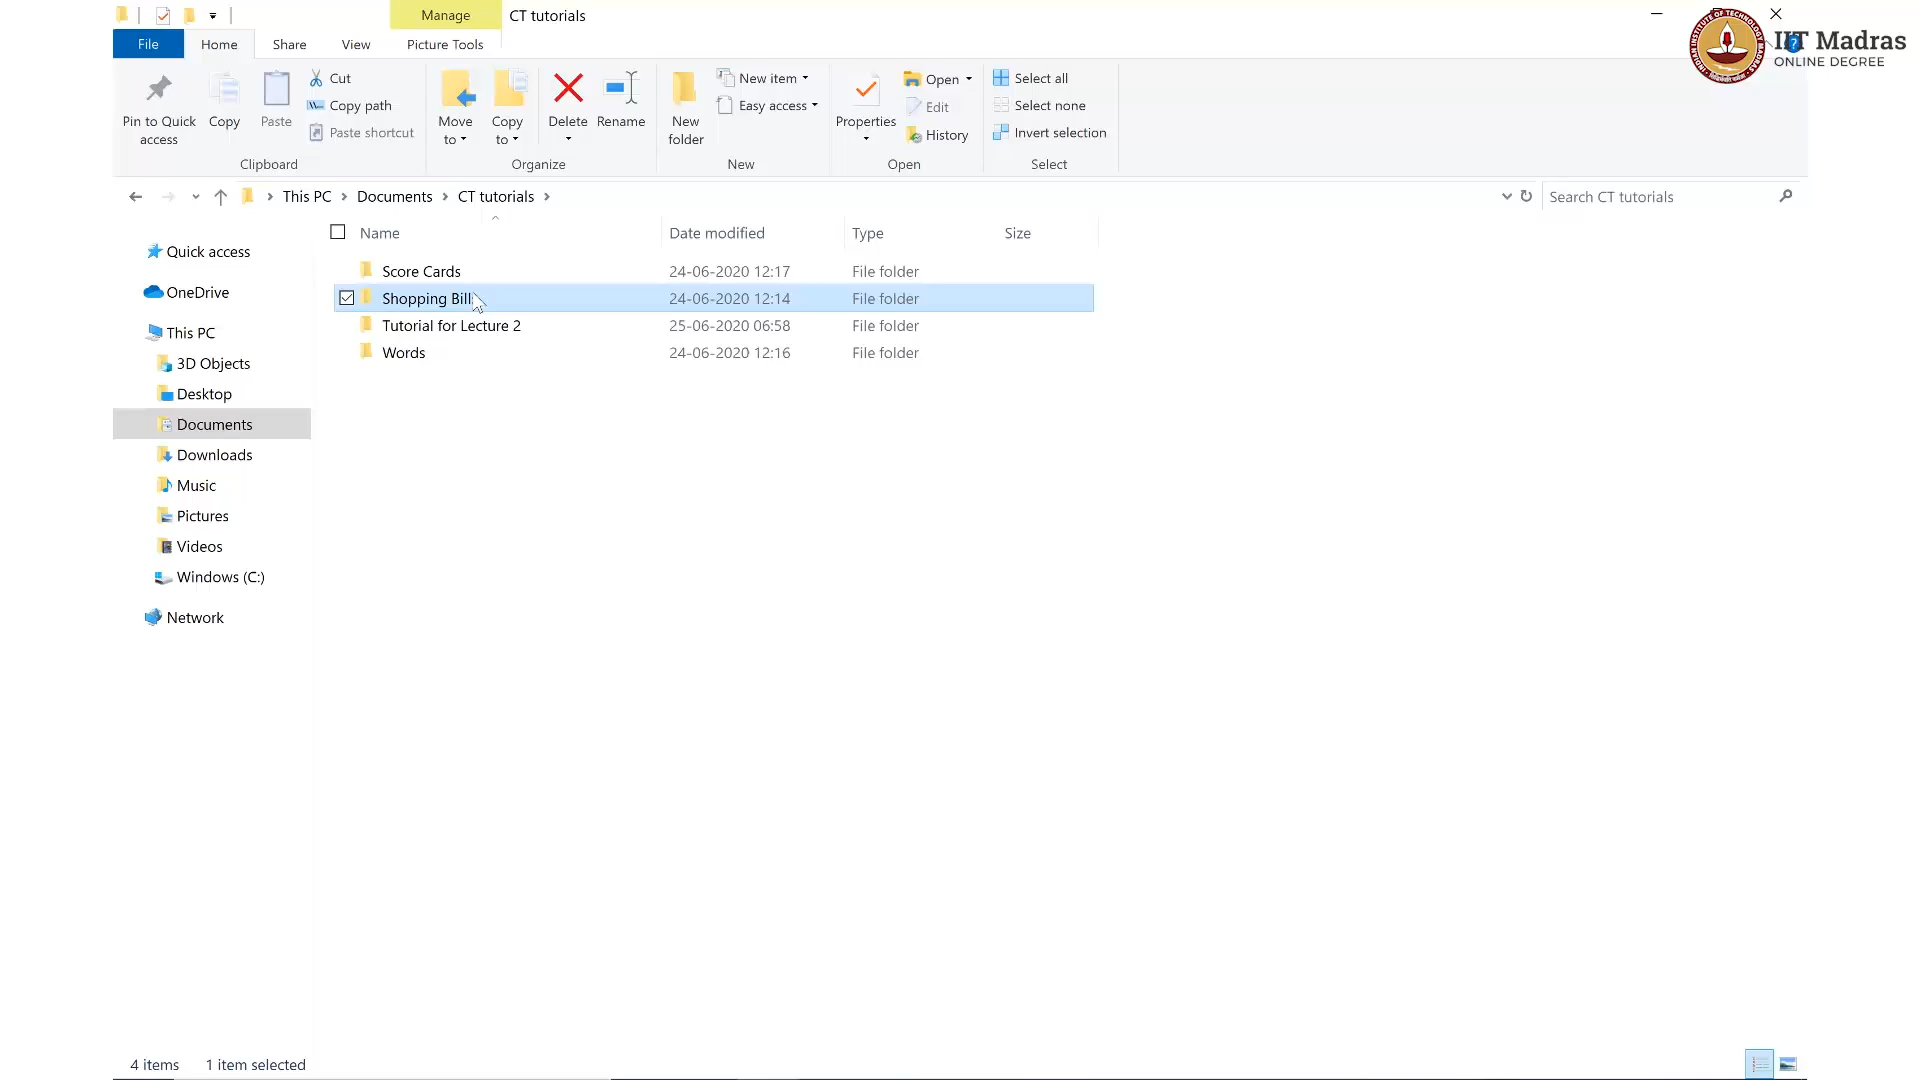 Manage
CT tutorials
File
Home
Share
View
Picture Tools
IIT Madras
ONLINE DEGREE
Pin to Quick access
Copy
Paste
Cut
Copy path
Paste shortcut
Clipboard
Move to
Copy to
Delete
Rename
Organize
New folder
New item
Easy access
New
Properties
Open
Edit
History
Open
Select all
Select none
Invert selection
Select
This PC > Documents > CT tutorials >
Search CT tutorials
Quick access
OneDrive
This PC
3D Objects
Desktop
Documents
Downloads
Music
Pictures
Videos
Windows (C:)
Network
Name Date modified Type Size
Score Cards 24-06-2020 12:17 File folder
Shopping Bill 24-06-2020 12:14 File folder
Tutorial for Lecture 2 25-06-2020 06:58 File folder
Words 24-06-2020 12:16 File folder
4 items 1 item selected